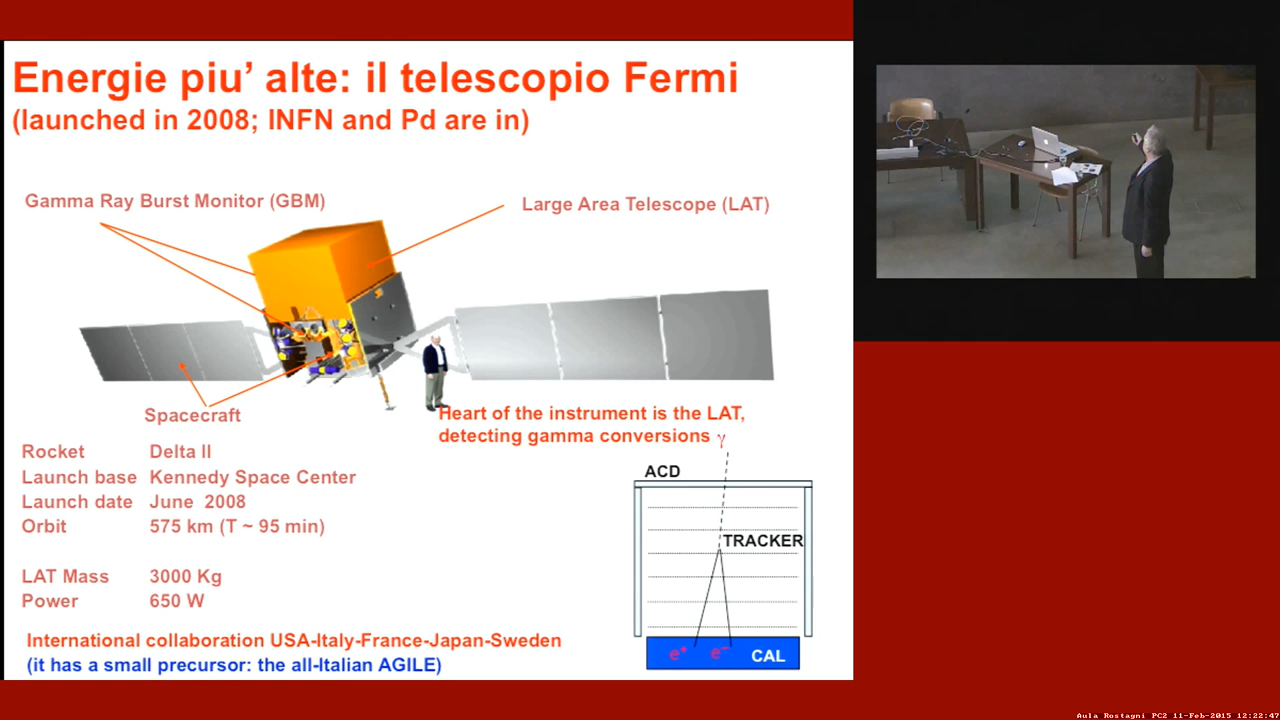 Energie piu' alte: il telescopio Fermi
(launched in 2008; INFN and Pd are in)
Gamma Ray Burst Monitor (GBM)
Large Area Telescope (LAT)
Spacecraft
Heart of the instrument is the LAT,
detecting gamma conversions γ
Rocket Delta II
Launch base Kennedy Space Center
Launch date June 2008
Orbit 575 km (T ~ 95 min)
LAT Mass 3000 Kg
Power 650 W
ACD
TRACKER
e⁺ e⁻ CAL
International collaboration USA-Italy-France-Japan-Sweden
(it has a small precursor: the all-Italian AGILE)
Aula Rostagni PC2 11-Feb-2015 12:22:47